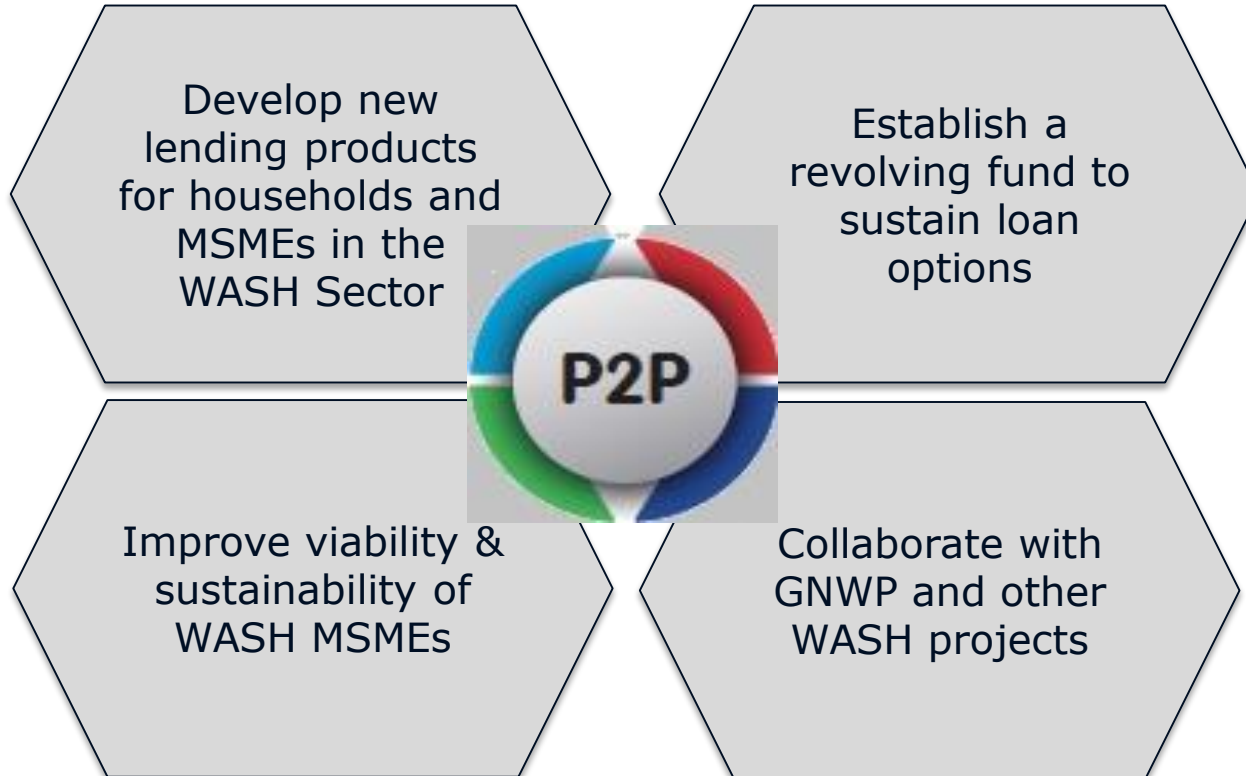 Develop new
lending products
for households and
MSMEs in the
WASH Sector
Establish a
revolving fund to
sustain loan
options
P2P
Improve viability &
sustainability of
WASH MSMEs
Collaborate with
GNWP and other
WASH projects